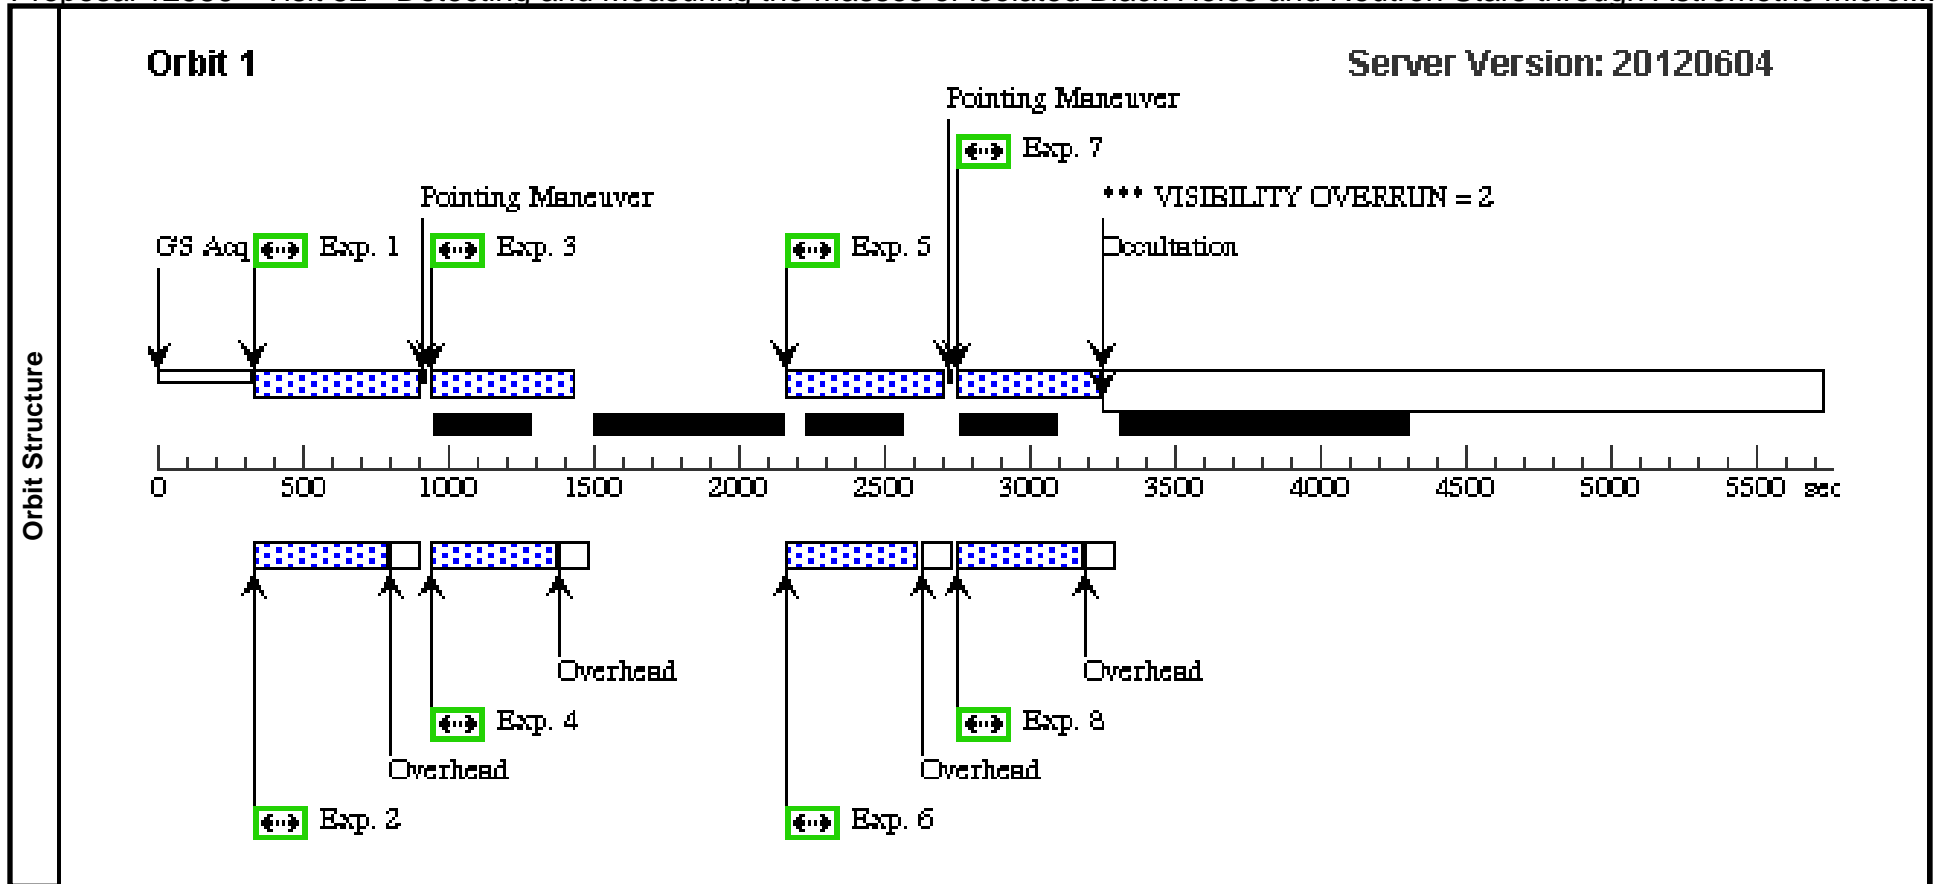 Orbit 1
Server Version: 20120604
Pointing Maneuver
Exp. 7
Pointing Maneuver
*** VISIBILITY OVERRUN = 2
GS Acq
Exp. 1
Exp. 3
Exp. 5
Occultation
Orbit Structure
0 500 1000 1500 2000 2500 3000 3500 4000 4500 5000 5500 sec
Overhead
Overhead
Exp. 4
Exp. 8
Overhead
Overhead
Exp. 2
Exp. 6